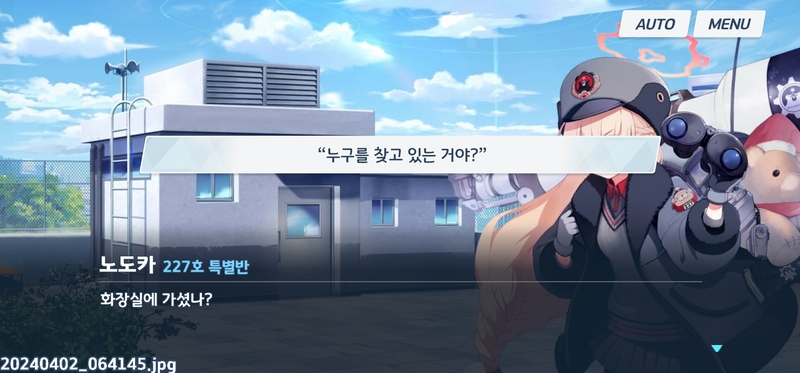 AUTO MENU
“누구를 찾고 있는 거야?”
노도카 227호 특별반
화장실에 가셨나?
20240402_064145.jpg